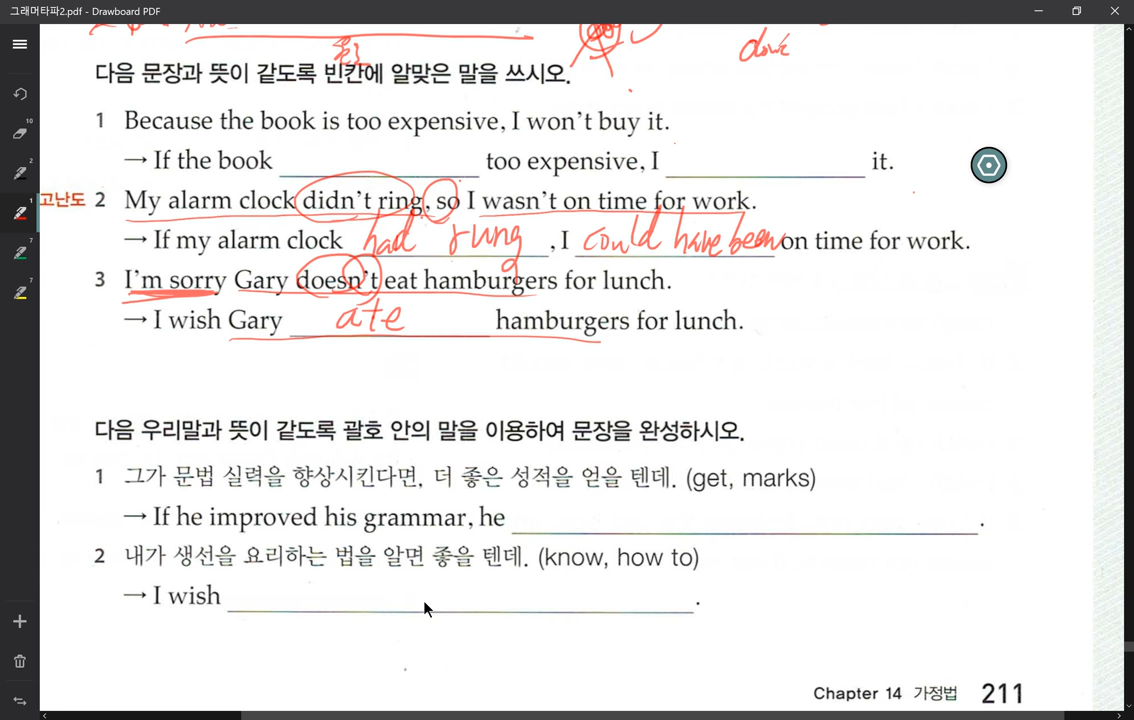 그래머타파2.pdf - Drawboard PDF
done
다음 문장과 뜻이 같도록 빈칸에 알맞은 말을 쓰시오.
1 Because the book is too expensive, I won't buy it.
→ If the book too expensive, I it.
고난도 2 My alarm clock didn't ring, so I wasn't on time for work.
→ If my alarm clock had rung, I could have been on time for work.
3 I'm sorry Gary doesn't eat hamburgers for lunch.
→ I wish Gary ate hamburgers for lunch.
다음 우리말과 뜻이 같도록 괄호 안의 말을 이용하여 문장을 완성하시오.
1 그가 문법 실력을 향상시킨다면, 더 좋은 성적을 얻을 텐데. (get, marks)
→ If he improved his grammar, he .
2 내가 생선을 요리하는 법을 알면 좋을 텐데. (know, how to)
→ I wish .
Chapter 14 가정법 211
10
2
1
7
7